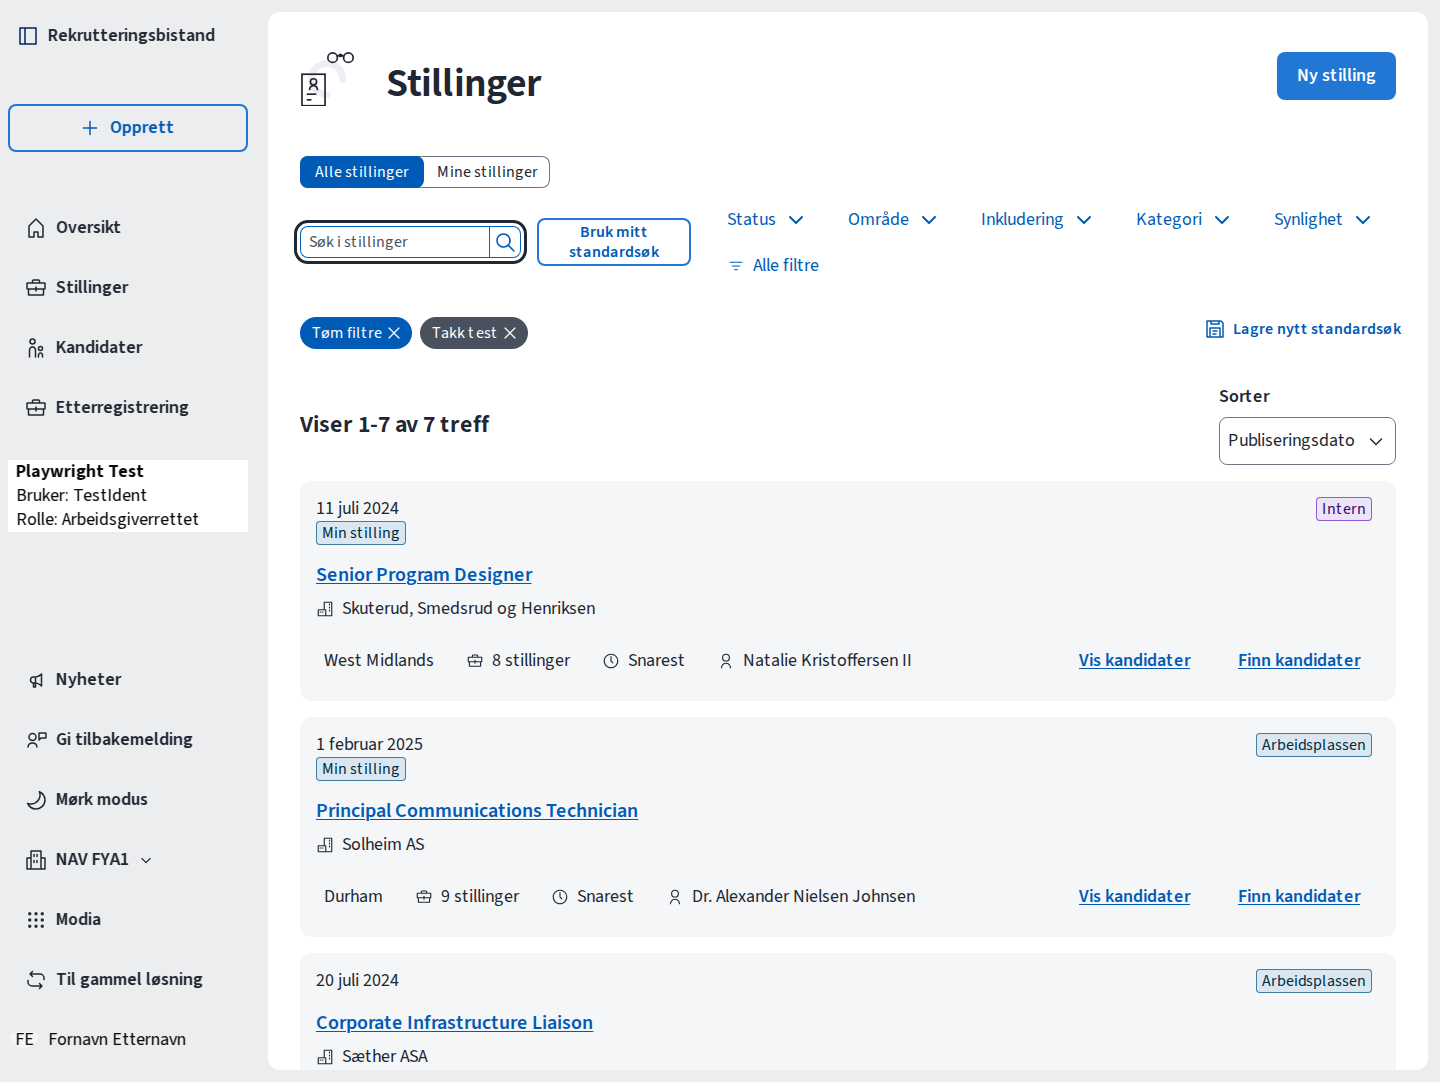 Rekrutteringsbistand
Opprett
Oversikt
Stillinger
Kandidater
Etterregistrering
Playwright Test
Bruker: TestIdent
Rolle: Arbeidsgiverrettet
Nyheter
Gi tilbakemelding
Mørk modus
NAV FYA1
Modia
Til gammel løsning
FE Fornavn Etternavn
Stillinger
Ny stilling
Alle stillinger Mine stillinger
Søk i stillinger
Bruk mitt
standardsøk
Status Område Inkludering Kategori Synlighet
Alle filtre
Tøm filtre Takk test
Lagre nytt standardsøk
Viser 1-7 av 7 treff
Sorter
Publiseringsdato
11 juli 2024
Intern
Min stilling
Senior Program Designer
Skuterud, Smedsrud og Henriksen
West Midlands 8 stillinger Snarest Natalie Kristoffersen II Vis kandidater Finn kandidater
1 februar 2025
Arbeidsplassen
Min stilling
Principal Communications Technician
Solheim AS
Durham 9 stillinger Snarest Dr. Alexander Nielsen Johnsen Vis kandidater Finn kandidater
20 juli 2024
Arbeidsplassen
Corporate Infrastructure Liaison
Sæther ASA